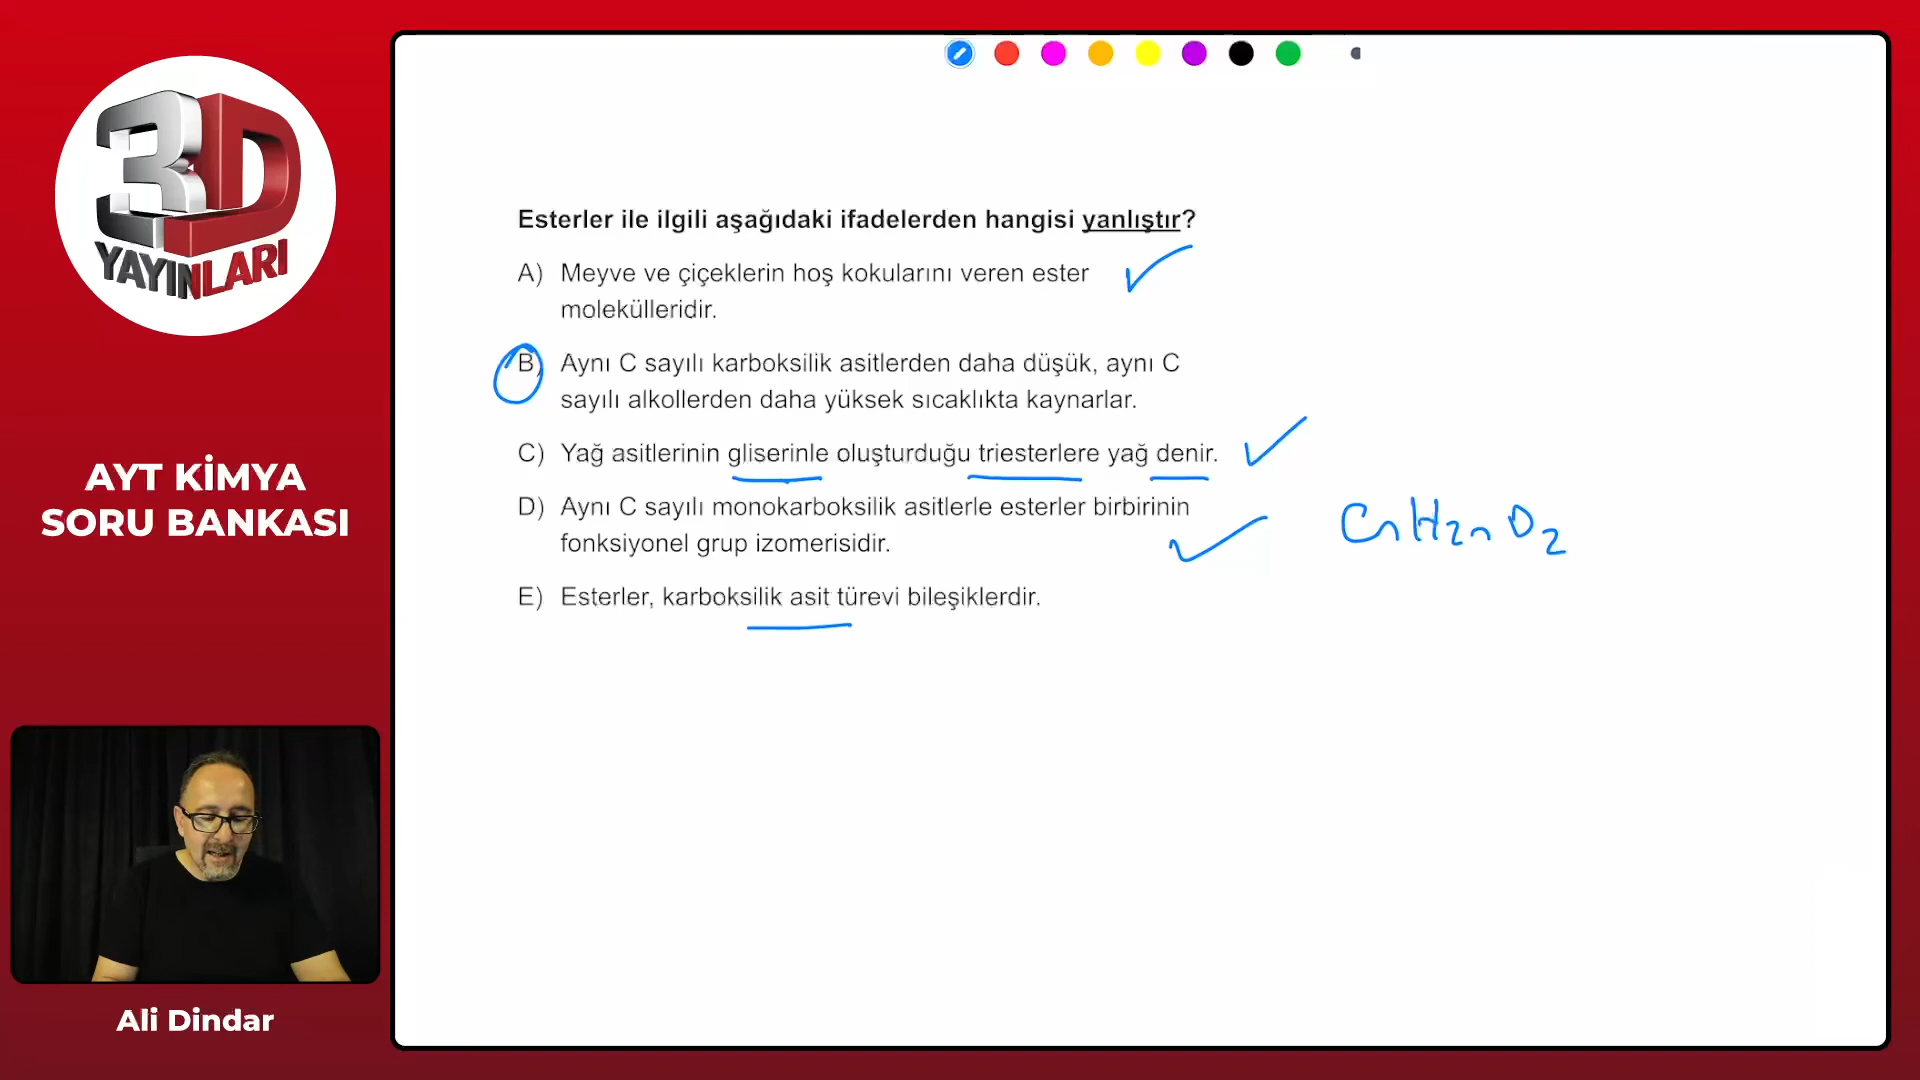 3D
YAYINLARI
AYT KİMYA
SORU BANKASI
Ali Dindar
Esterler ile ilgili aşağıdaki ifadelerden hangisi yanlıştır?
A) Meyve ve çiçeklerin hoş kokularını veren ester
molekülleridir.
B) Aynı C sayılı karboksilik asitlerden daha düşük, aynı C
sayılı alkollerden daha yüksek sıcaklıkta kaynarlar.
C) Yağ asitlerinin gliserinle oluşturduğu triesterlere yağ denir.
D) Aynı C sayılı monokarboksilik asitlerle esterler birbirinin
fonksiyonel grup izomerisidir.
CnH2nO2
E) Esterler, karboksilik asit türevi bileşiklerdir.